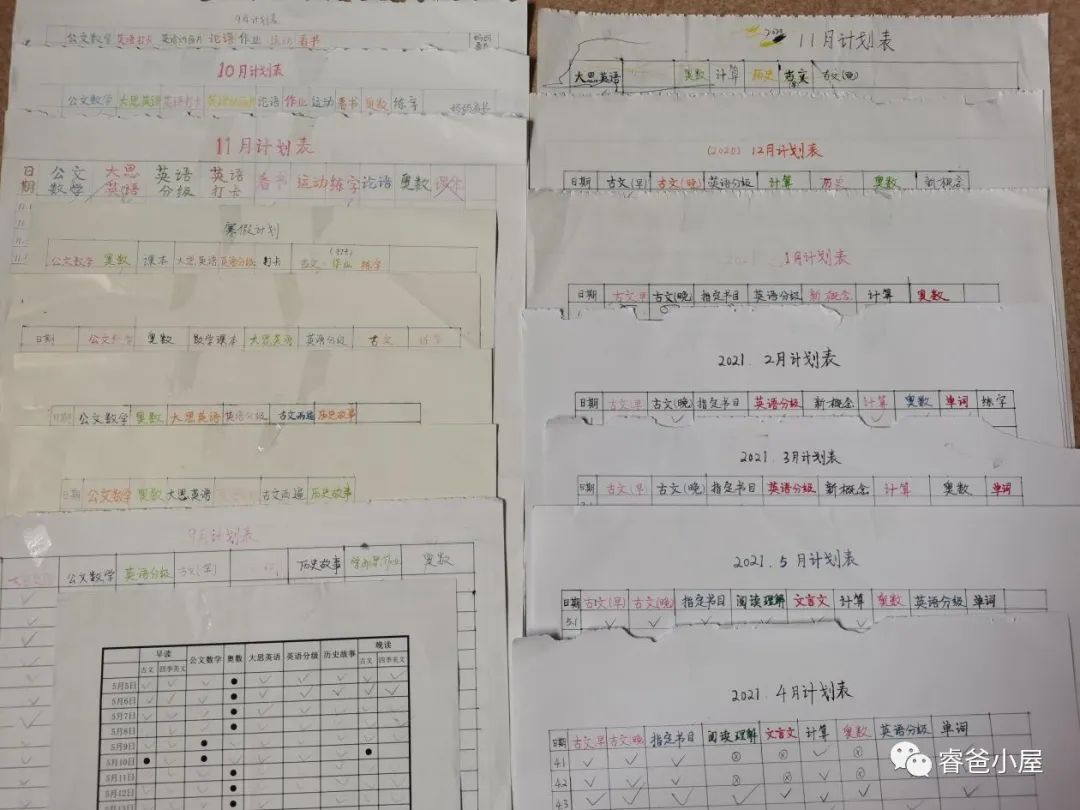 9月计划表
公文数学 英语打卡 英语动画片 论语 作业 运动 看书
10月计划表
公文数学 大思英语 英语打卡 论语 作业 运动 看书 奥数 练字
11月计划表
日期 公文数学 大思英语 英语分级 英语打卡 看书 运动 练字 论语 奥数 课本
寒假计划
公文数学 奥数 课本 大思英语 英语分级 打卡 古文 作业 练字
日期 公文数学 奥数 数学课本 大思英语 英语分级 古文
日期 公文数学 奥数 大思英语 英语分级 古文两遍 历史故事
日期 公文数学 奥数 大思英语 古文两遍 历史故事
9月计划表
公文数学 英语分级 古文(早) 历史故事 奥数
早读 公文数学 奥数 大思英语 英语分级 历史故事 晚读
古文 四季美文 古文 四季美文
5月5日
5月6日
5月7日
5月8日
5月9日
5月10日
5月11日
5月12日
11月计划表
大思英语 奥数 计算 历史 古文(晚)
(2020) 12月计划表
日期 古文(早) 古文(晚) 英语分级 计算 历史 奥数 新概念
2021 1月计划表
日期 古文早 古文(晚) 指定书目 英语分级 新概念 计算 奥数
2021. 2月计划表
日期 古文早 古文(晚) 指定书目 英语分级 新概念 计算 奥数 单词 练字
2021. 3月计划表
日期 古文(早) 古文(晚) 指定书目 英语分级 新概念 计算 奥数 单词
2021. 5月计划表
日期 古文(早) 古文(晚) 指定书目 阅读理解 文言文 计算 奥数 英语分级 单词
5.1
2021. 4月计划表
日期 古文早 古文晚 指定书目 阅读理解 文言文 计算 奥数 英语分级 单词
4.1
4.2
4.3
睿爸小屋